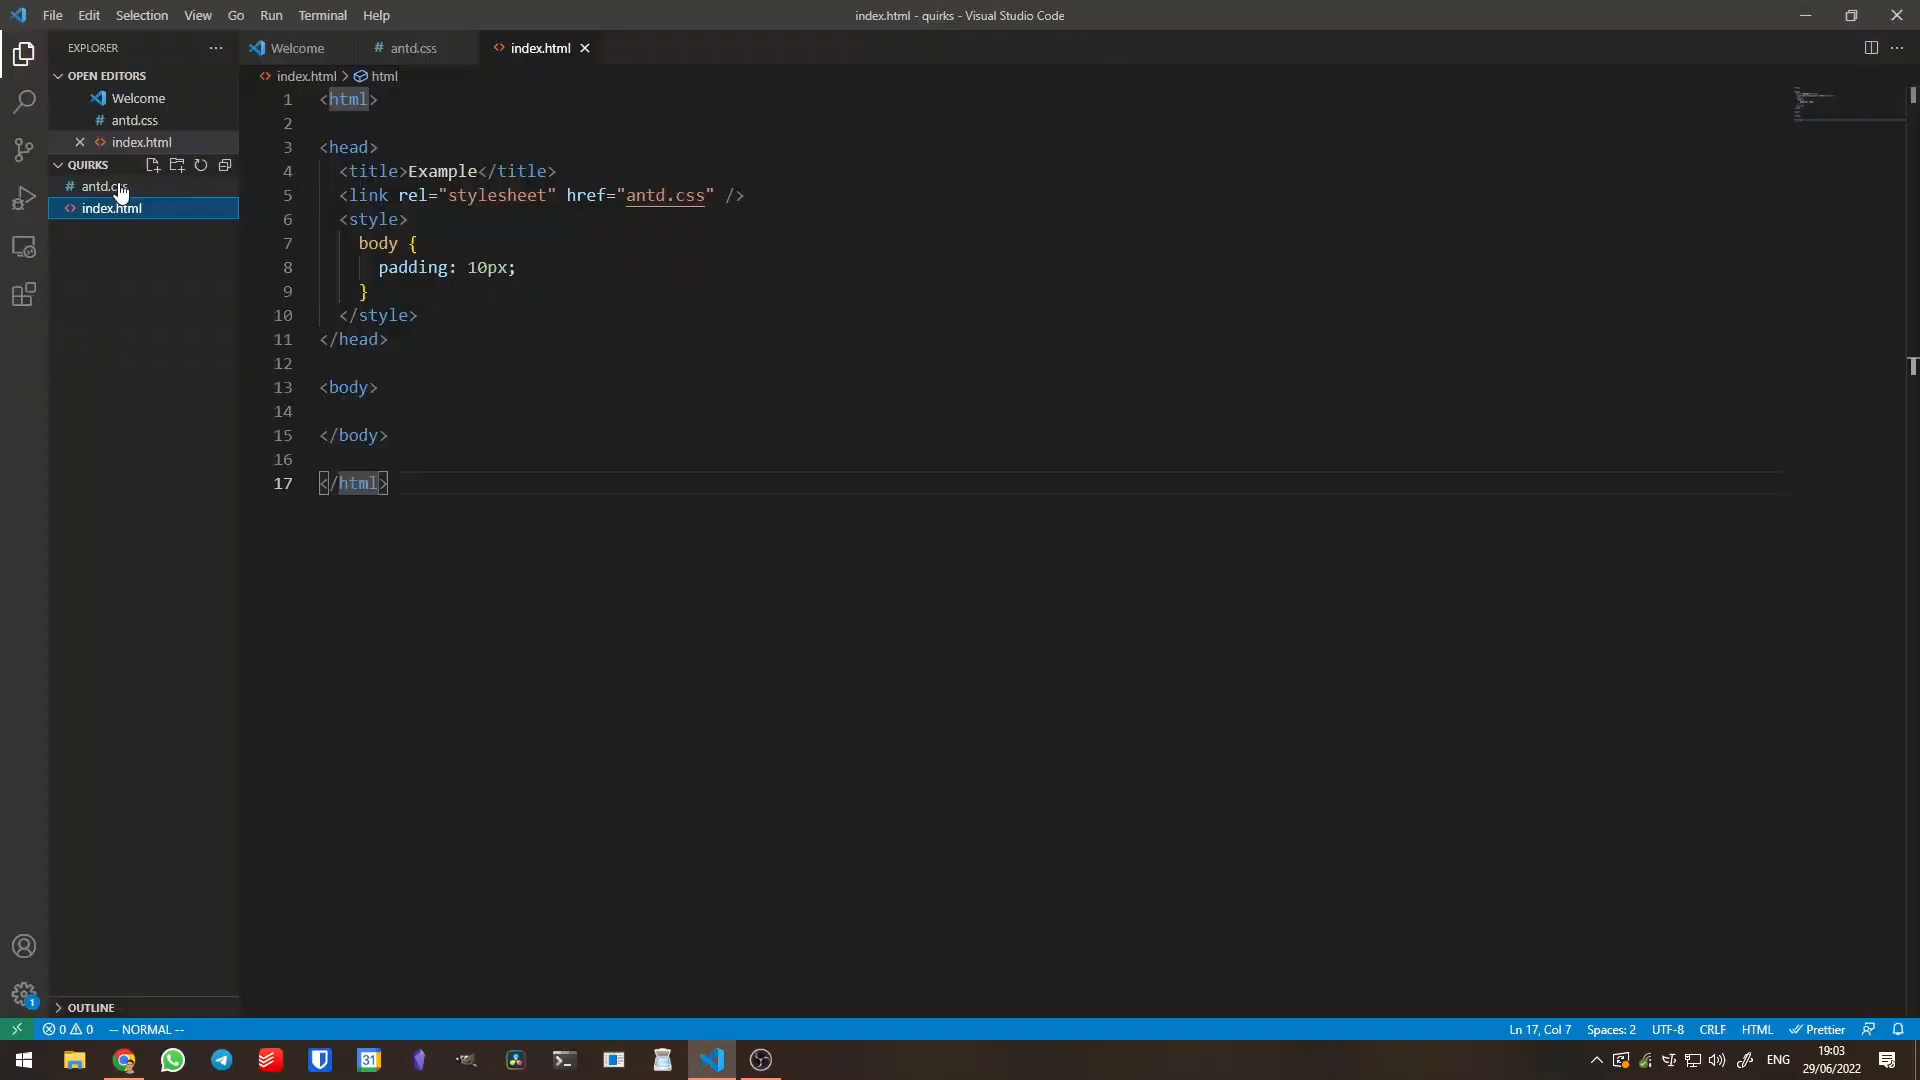 File Edit Selection View Go Run Terminal Help
index.html - quirks - Visual Studio Code
EXPLORER
OPEN EDITORS
Welcome
antd.css
index.html
QUIRKS
antd.css
index.html
OUTLINE
Welcome antd.css index.html
index.html > html
1 <html>
2
3 <head>
4 <title>Example</title>
5 <link rel="stylesheet" href="antd.css" />
6 <style>
7 body {
8 padding: 10px;
9 }
10 </style>
11 </head>
12
13 <body>
14
15 </body>
16
17 </html>
1
0 0 -- NORMAL --
Ln 17, Col 7 Spaces: 2 UTF-8 CRLF HTML Prettier
31
ENG
19:03
29/06/2022